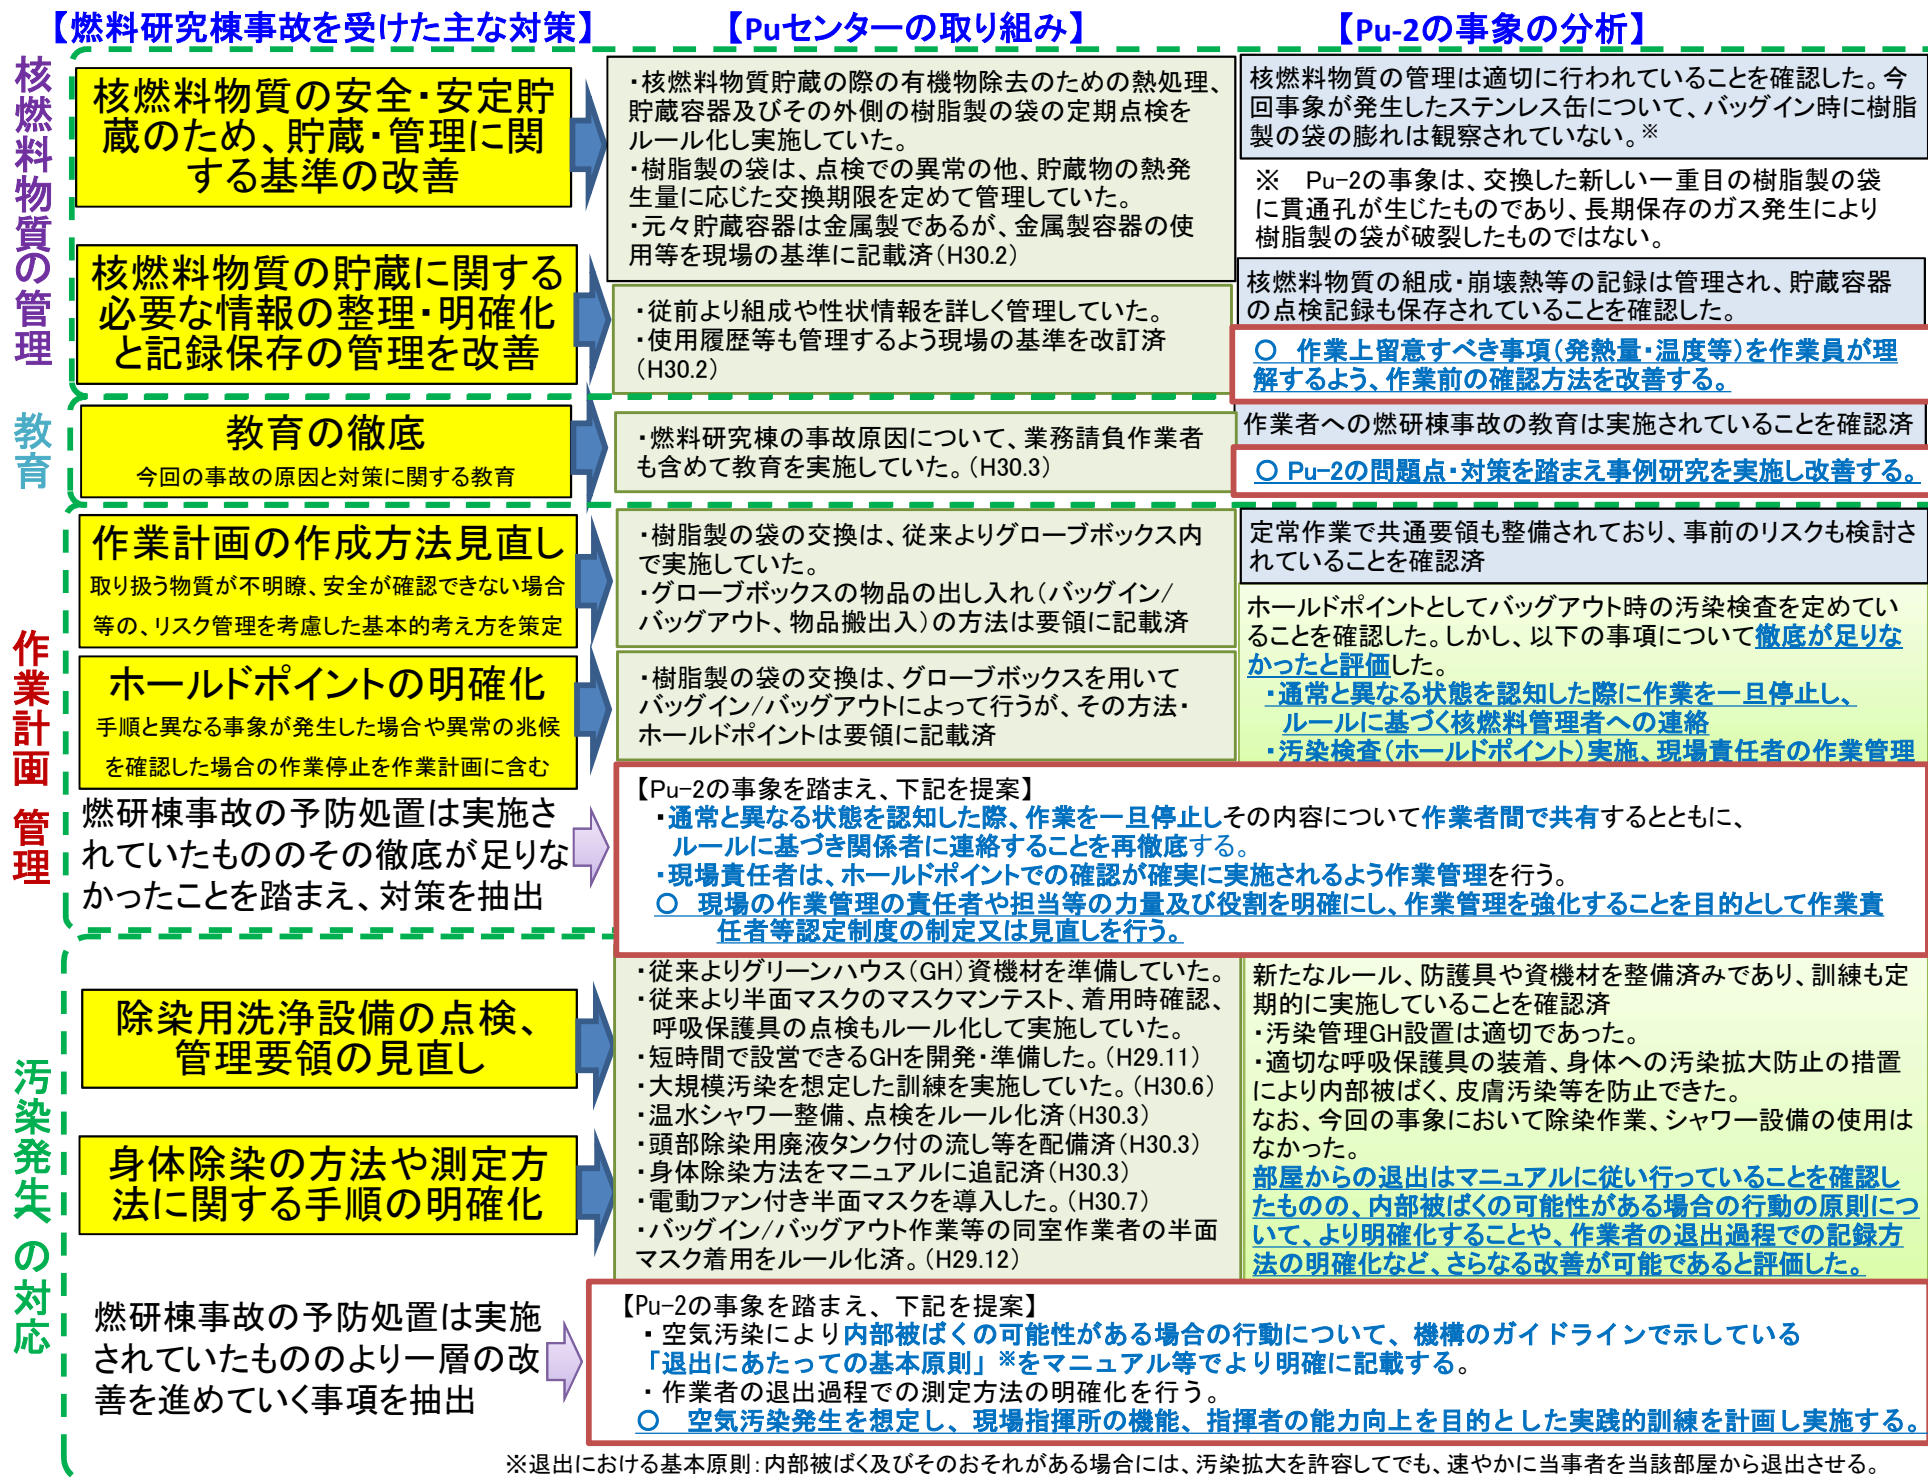 【燃料研究棟事故を受けた主な対策】
【Puセンターの取り組み】
【Pu-2の事象の分析】
核燃料物質の管理
核燃料物質の安全・安定貯
蔵のため、貯蔵・管理に関
する基準の改善
・核燃料物質貯蔵の際の有機物除去のための熱処理、
貯蔵容器及びその外側の樹脂製の袋の定期点検を
ルール化し実施していた。
・樹脂製の袋は、点検での異常の他、貯蔵物の熱発
生量に応じた交換期限を定めて管理していた。
・元々貯蔵容器は金属製であるが、金属製容器の使
用等を現場の基準に記載済(H30.2)
核燃料物質の管理は適切に行われていることを確認した。今
回事象が発生したステンレス缶について、バッグイン時に樹脂
製の袋の膨れは観察されていない。※
※ Pu-2の事象は、交換した新しい一重目の樹脂製の袋
に貫通孔が生じたものであり、長期保存のガス発生により
樹脂製の袋が破裂したものではない。
核燃料物質の貯蔵に関する
必要な情報の整理・明確化
と記録保存の管理を改善
・従前より組成や性状情報を詳しく管理していた。
・使用履歴等も管理するよう現場の基準を改訂済
(H30.2)
核燃料物質の組成・崩壊熱等の記録は管理され、貯蔵容器
の点検記録も保存されていることを確認した。
○ 作業上留意すべき事項(発熱量・温度等)を作業員が理
解するよう、作業前の確認方法を改善する。
教育
教育の徹底
今回の事故の原因と対策に関する教育
・燃料研究棟の事故原因について、業務請負作業者
も含めて教育を実施していた。(H30.3)
作業者への燃研棟事故の教育は実施されていることを確認済
○ Pu-2の問題点・対策を踏まえ事例研究を実施し改善する。
作業計画 管理
作業計画の作成方法見直し
取り扱う物質が不明瞭、安全が確認できない場合
等の、リスク管理を考慮した基本的考え方を策定
・樹脂製の袋の交換は、従来よりグローブボックス内
で実施していた。
・グローブボックスの物品の出し入れ(バッグイン/
バッグアウト、物品搬出入)の方法は要領に記載済
定常作業で共通要領も整備されており、事前のリスクも検討さ
れていることを確認済
ホールドポイントの明確化
手順と異なる事象が発生した場合や異常の兆候
を確認した場合の作業停止を作業計画に含む
・樹脂製の袋の交換は、グローブボックスを用いて
バッグイン/バッグアウトによって行うが、その方法・
ホールドポイントは要領に記載済
ホールドポイントとしてバッグアウト時の汚染検査を定めてい
ることを確認した。しかし、以下の事項について徹底が足りな
かったと評価した。
・通常と異なる状態を認知した際に作業を一旦停止し、
ルールに基づく核燃料管理者への連絡
・汚染検査(ホールドポイント)実施、現場責任者の作業管理
燃研棟事故の予防処置は実施さ
れていたもののその徹底が足りな
かったことを踏まえ、対策を抽出
【Pu-2の事象を踏まえ、下記を提案】
・通常と異なる状態を認知した際、作業を一旦停止しその内容について作業者間で共有するとともに、
ルールに基づき関係者に連絡することを再徹底する。
・現場責任者は、ホールドポイントでの確認が確実に実施されるよう作業管理を行う。
○ 現場の作業管理の責任者や担当等の力量及び役割を明確にし、作業管理を強化することを目的として作業責
任者等認定制度の制定又は見直しを行う。
汚染発生への対応
除染用洗浄設備の点検、
管理要領の見直し
身体除染の方法や測定方
法に関する手順の明確化
・従来よりグリーンハウス(GH)資機材を準備していた。
・従来より半面マスクのマスクマンテスト、着用時確認、
呼吸保護具の点検もルール化して実施していた。
・短時間で設営できるGHを開発・準備した。(H29.11)
・大規模汚染を想定した訓練を実施していた。(H30.6)
・温水シャワー整備、点検をルール化済(H30.3)
・頭部除染用廃液タンク付の流し等を配備済(H30.3)
・身体除染方法をマニュアルに追記済(H30.3)
・電動ファン付き半面マスクを導入した。(H30.7)
・バッグイン/バッグアウト作業等の同室作業者の半面
マスク着用をルール化済。(H29.12)
新たなルール、防護具や資機材を整備済みであり、訓練も定
期的に実施していることを確認済
・汚染管理GH設置は適切であった。
・適切な呼吸保護具の装着、身体への汚染拡大防止の措置
により内部被ばく、皮膚汚染等を防止できた。
なお、今回の事象において除染作業、シャワー設備の使用は
なかった。
部屋からの退出はマニュアルに従い行っていることを確認し
たものの、内部被ばくの可能性がある場合の行動の原則につ
いて、より明確化することや、作業者の退出過程での記録方
法の明確化など、さらなる改善が可能であると評価した。
燃研棟事故の予防処置は実施
されていたもののより一層の改
善を進めていく事項を抽出
【Pu-2の事象を踏まえ、下記を提案】
・空気汚染により内部被ばくの可能性がある場合の行動について、機構のガイドラインで示している
「退出にあたっての基本原則」※をマニュアル等でより明確に記載する。
・作業者の退出過程での測定方法の明確化を行う。
○ 空気汚染発生を想定し、現場指揮所の機能、指揮者の能力向上を目的とした実践的訓練を計画し実施する。
※退出における基本原則:内部被ばく及びそのおそれがある場合には、汚染拡大を許容してでも、速やかに当事者を当該部屋から退出させる。